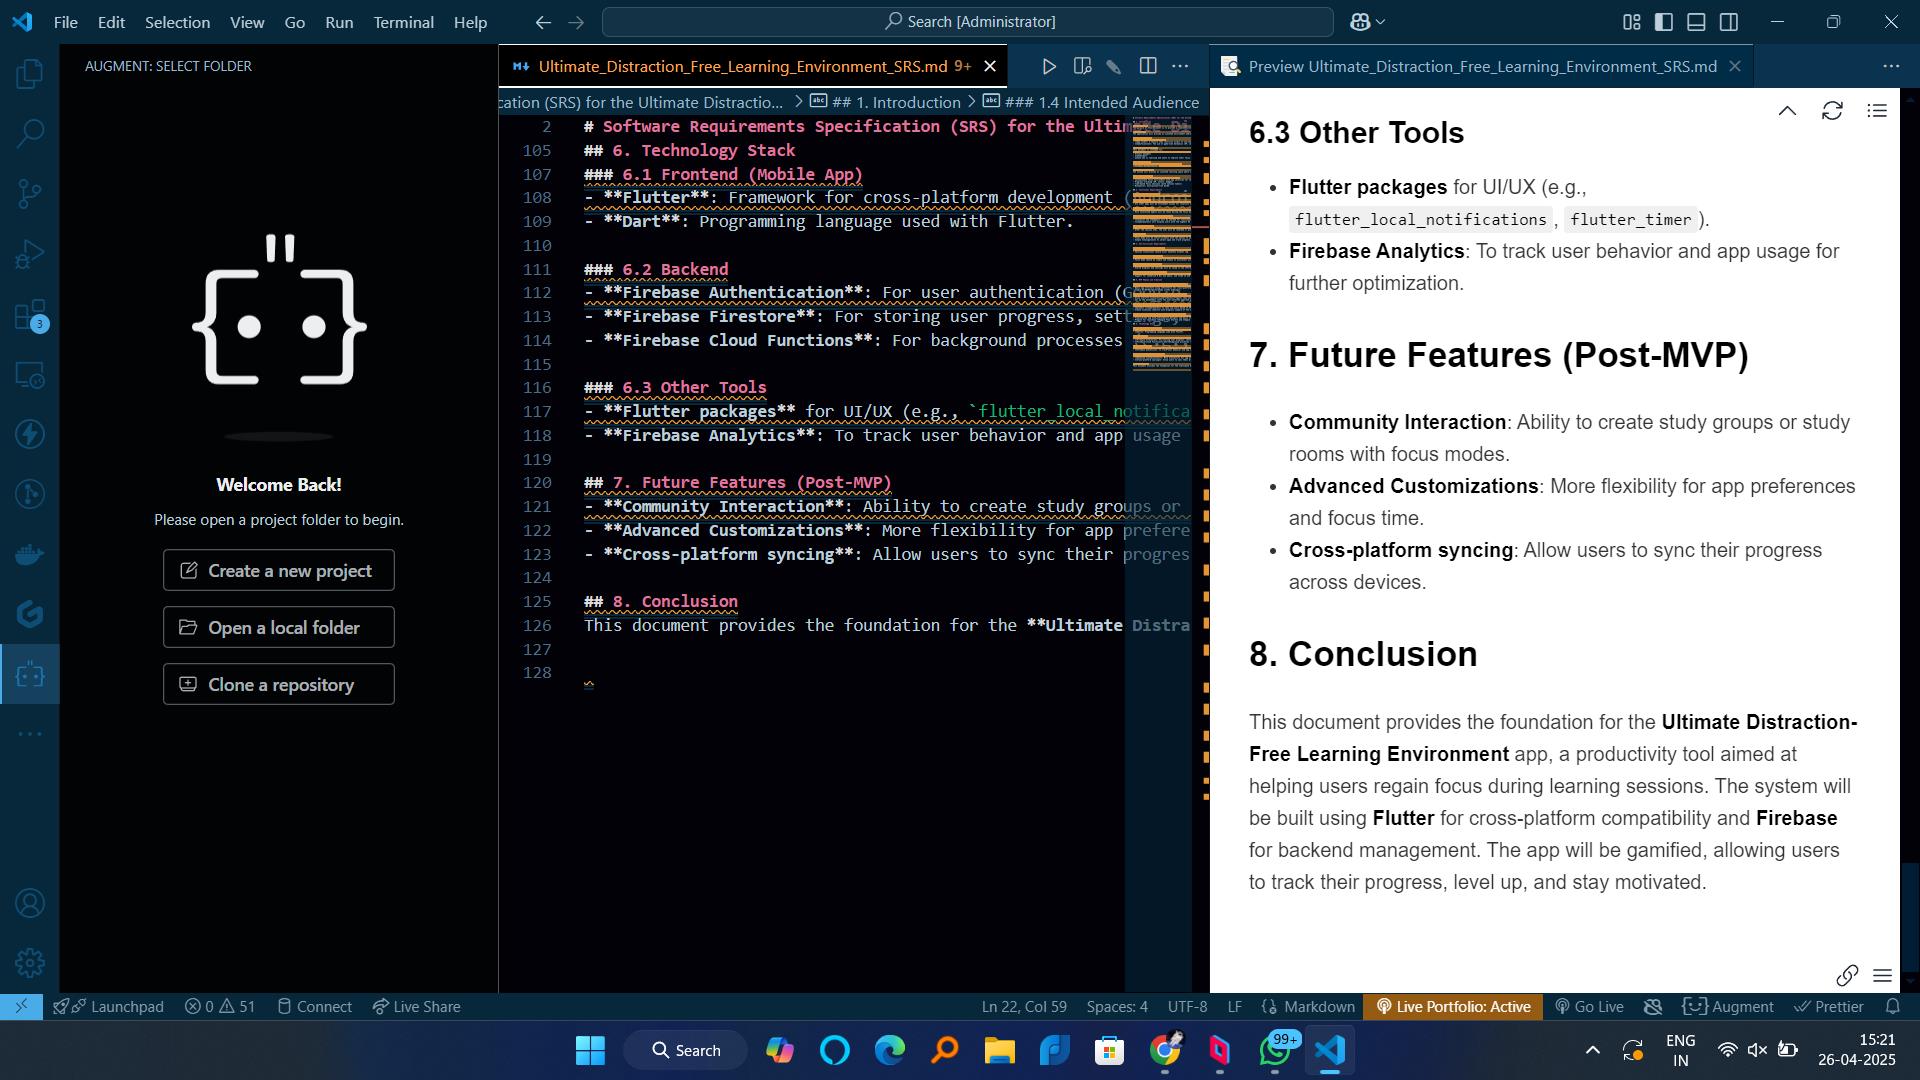 File Edit Selection View Go Run Terminal Help
Search [Administrator]
AUGMENT: SELECT FOLDER
Welcome Back!
Please open a project folder to begin.
Create a new project
Open a local folder
Clone a repository
3
Ultimate_Distraction_Free_Learning_Environment_SRS.md 9+
cation (SRS) for the Ultimate Distractio... > ## 1. Introduction > ### 1.4 Intended Audience
2 # Software Requirements Specification (SRS) for the Ultim
105 ## 6. Technology Stack
107 ### 6.1 Frontend (Mobile App)
108 - **Flutter**: Framework for cross-platform development (
109 - **Dart**: Programming language used with Flutter.
110
111 ### 6.2 Backend
112 - **Firebase Authentication**: For user authentication (
113 - **Firebase Firestore**: For storing user progress, sett
114 - **Firebase Cloud Functions**: For background processes
115
116 ### 6.3 Other Tools
117 - **Flutter packages** for UI/UX (e.g., `flutter_local_notifica
118 - **Firebase Analytics**: To track user behavior and app usage
119
120 ## 7. Future Features (Post-MVP)
121 - **Community Interaction**: Ability to create study groups or
122 - **Advanced Customizations**: More flexibility for app prefere
123 - **Cross-platform syncing**: Allow users to sync their progres
124
125 ## 8. Conclusion
126 This document provides the foundation for the **Ultimate Distra
127
128
Preview Ultimate_Distraction_Free_Learning_Environment_SRS.md
6.3 Other Tools
• Flutter packages for UI/UX (e.g.,
flutter_local_notifications, flutter_timer).
• Firebase Analytics: To track user behavior and app usage for
further optimization.
7. Future Features (Post-MVP)
• Community Interaction: Ability to create study groups or study
rooms with focus modes.
• Advanced Customizations: More flexibility for app preferences
and focus time.
• Cross-platform syncing: Allow users to sync their progress
across devices.
8. Conclusion
This document provides the foundation for the Ultimate Distraction-
Free Learning Environment app, a productivity tool aimed at
helping users regain focus during learning sessions. The system will
be built using Flutter for cross-platform compatibility and Firebase
for backend management. The app will be gamified, allowing users
to track their progress, level up, and stay motivated.
Launchpad 0 51 Connect Live Share
Ln 22, Col 59 Spaces: 4 UTF-8 LF {} Markdown Live Portfolio: Active Go Live Augment Prettier
Search
99+
ENG
IN
15:21
26-04-2025